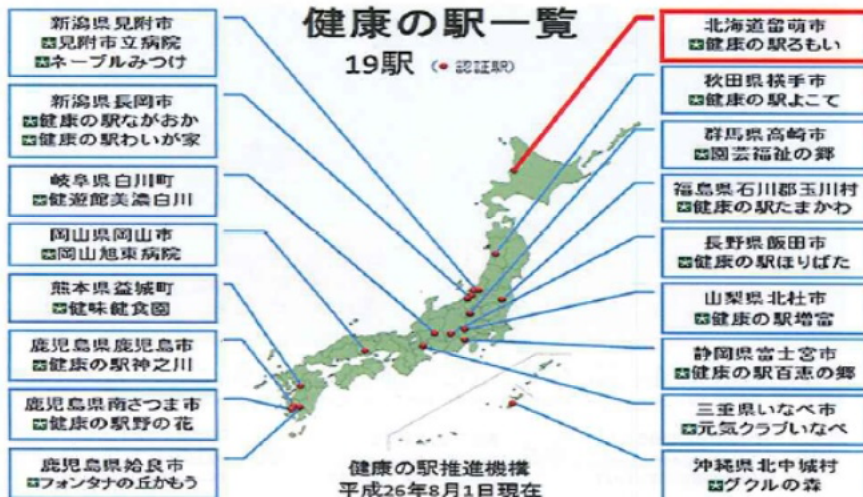 健康の駅一覧
19駅 (● 認証駅)
新潟県見附市
見附市立病院
ネーブルみつけ
新潟県長岡市
健康の駅ながおか
健康の駅わいが家
岐阜県白川町
健遊館美濃白川
岡山県岡山市
岡山旭東病院
熊本県益城町
健味健食園
鹿児島県鹿児島市
健康の駅神之川
鹿児島県南さつま市
健康の駅野の花
鹿児島県姶良市
フォンタナの丘かもう
北海道留萌市
健康の駅るもい
秋田県横手市
健康の駅よこて
群馬県高崎市
園芸福祉の郷
福島県石川郡玉川村
健康の駅たまかわ
長野県飯田市
健康の駅ほりばた
山梨県北杜市
健康の駅増富
静岡県富士宮市
健康の駅百恵の郷
三重県いなべ市
元気クラブいなべ
沖縄県北中城村
グクルの森
健康の駅推進機構
平成26年8月1日現在